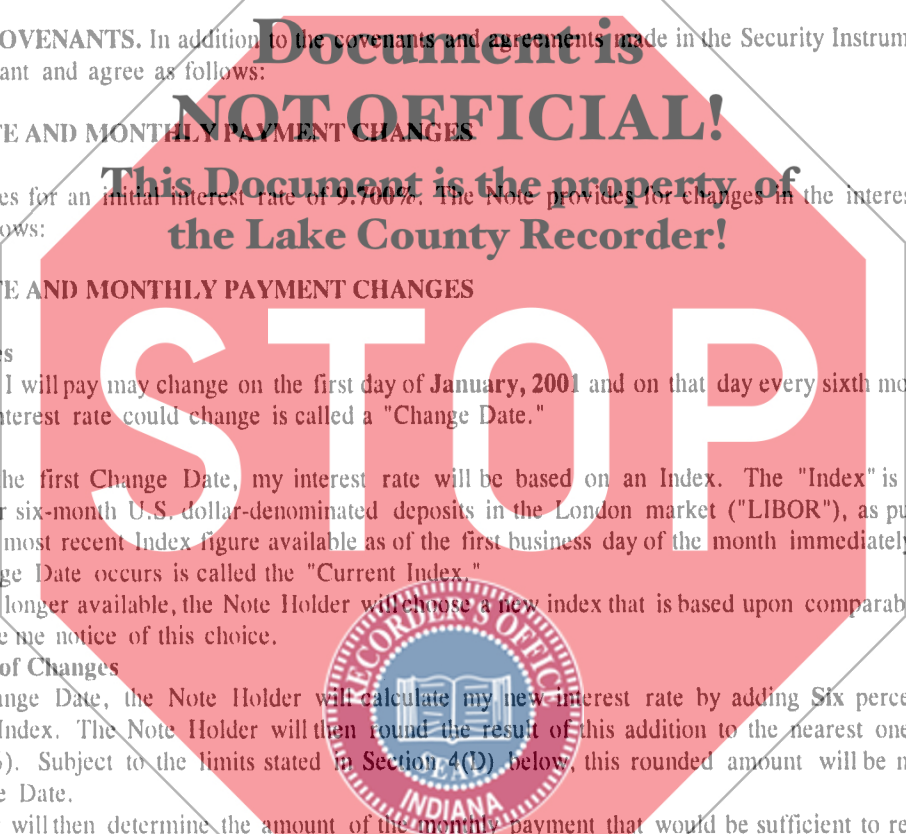 OVENANTS. In addition to the covenants and agreements made in the Security Instrum
ant and agree as follows:
Document is
NOT OFFICIAL!
This Document is the property of
the Lake County Recorder!
TE AND MONTHLY PAYMENT CHANGES
es for an initial interest rate of 9.700%. The Note provides for changes in the interes
ows:
TE AND MONTHLY PAYMENT CHANGES
STOP
es
I will pay may change on the first day of January, 2001 and on that day every sixth mo
nterest rate could change is called a "Change Date."
he first Change Date, my interest rate will be based on an Index. The "Index" is
r six-month U.S. dollar-denominated deposits in the London market ("LIBOR"), as pu
most recent Index figure available as of the first business day of the month immediately
ge Date occurs is called the "Current Index."
longer available, the Note Holder will choose a new index that is based upon comparab
e me notice of this choice.
of Changes
ange Date, the Note Holder will calculate my new interest rate by adding Six perce
Index. The Note Holder will then round the result of this addition to the nearest one
). Subject to the limits stated in Section 4(D) below, this rounded amount will be n
e Date.
will then determine the amount of the monthly payment that would be sufficient to re
RECORDER'S OFFIC
SEAL
INDIANA